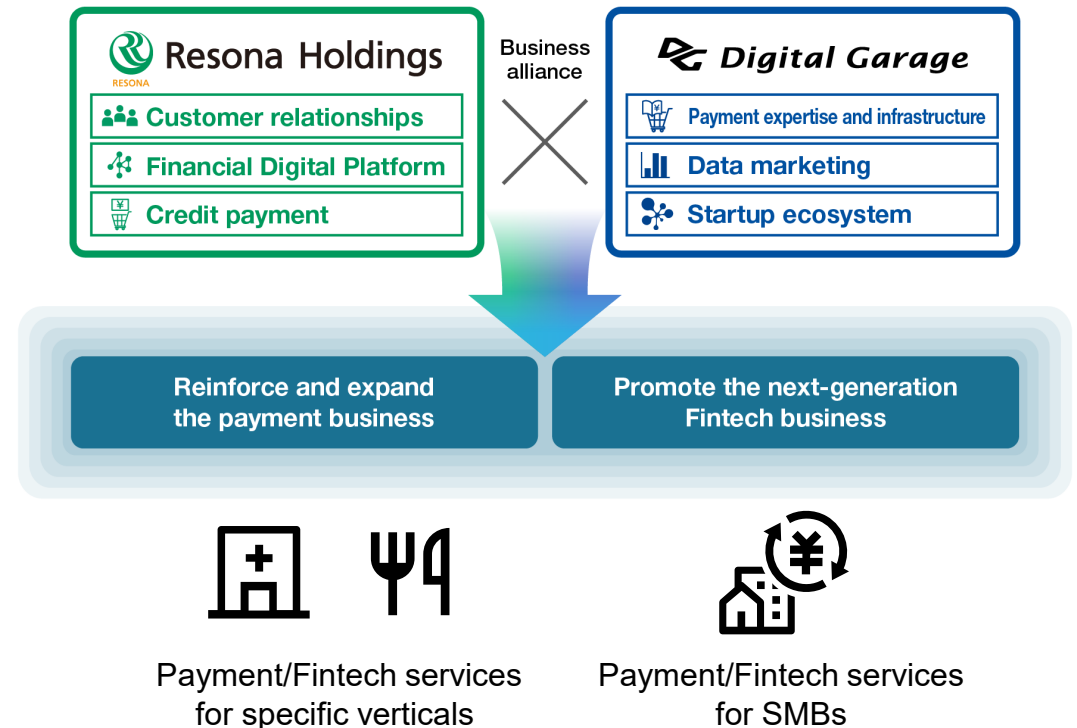 Resona Holdings
RESONA
Customer relationships
Financial Digital Platform
¥
Credit payment
Business
alliance
DG Digital Garage
¥
Payment expertise and infrastructure
Data marketing
Startup ecosystem
Reinforce and expand
the payment business
Promote the next-generation
Fintech business
¥
Payment/Fintech services
for specific verticals
Payment/Fintech services
for SMBs